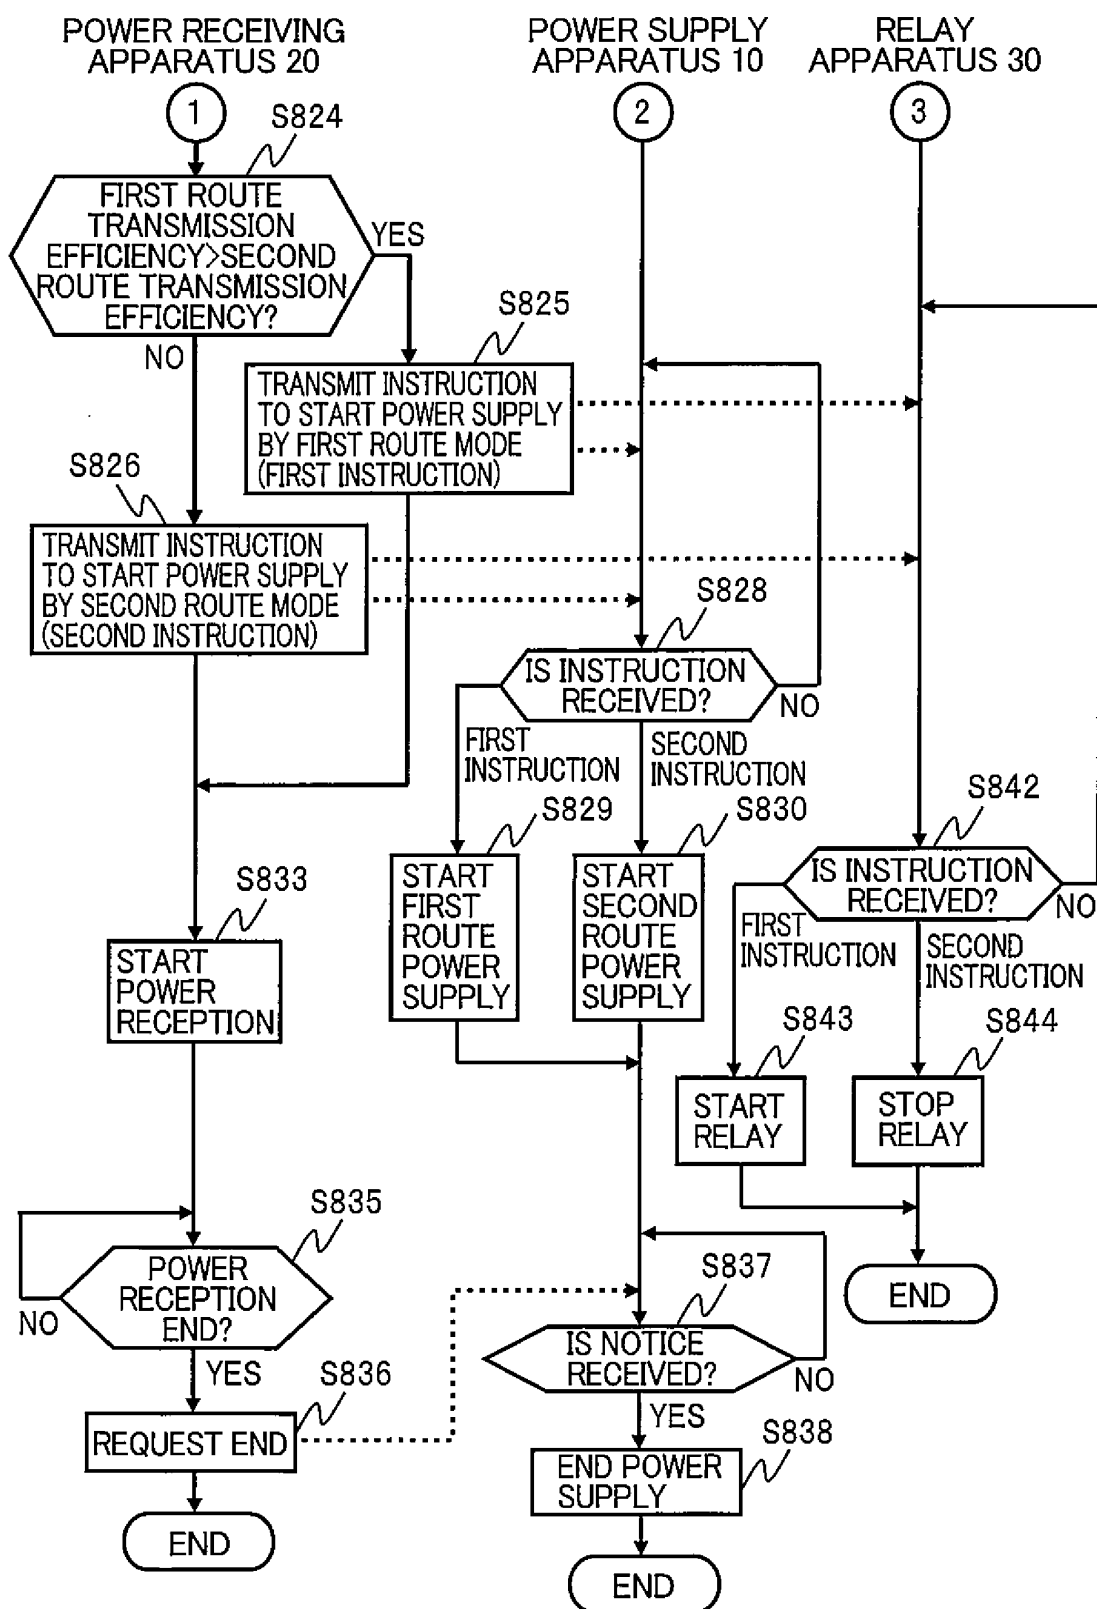 POWER RECEIVING
APPARATUS 20
POWER SUPPLY
APPARATUS 10
RELAY
APPARATUS 30
1
2
3
S824
FIRST ROUTE
TRANSMISSION
EFFICIENCY>SECOND
ROUTE TRANSMISSION
EFFICIENCY?
YES
NO
S825
TRANSMIT INSTRUCTION
TO START POWER SUPPLY
BY FIRST ROUTE MODE
(FIRST INSTRUCTION)
S826
TRANSMIT INSTRUCTION
TO START POWER SUPPLY
BY SECOND ROUTE MODE
(SECOND INSTRUCTION)
S828
IS INSTRUCTION
RECEIVED?
NO
FIRST
INSTRUCTION
SECOND
INSTRUCTION
S829
START
FIRST
ROUTE
POWER
SUPPLY
S830
START
SECOND
ROUTE
POWER
SUPPLY
S842
IS INSTRUCTION
RECEIVED?
NO
FIRST
INSTRUCTION
SECOND
INSTRUCTION
S833
START
POWER
RECEPTION
S843
START
RELAY
S844
STOP
RELAY
END
S835
POWER
RECEPTION
END?
NO
YES
S836
REQUEST END
END
S837
IS NOTICE
RECEIVED?
NO
YES
S838
END POWER
SUPPLY
END